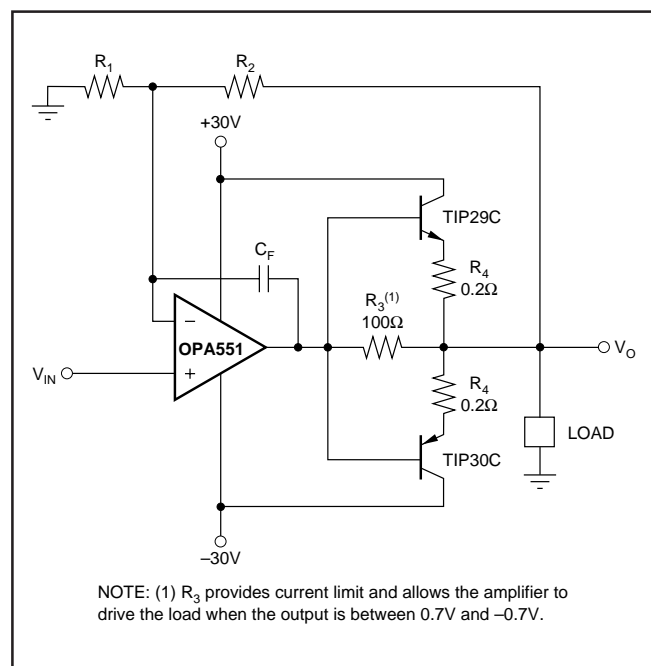 R1
R2
+30V
TIP29C
CF
R4
0.2Ω
R3(1)
100Ω
–
OPA551
+
VIN
VO
R4
0.2Ω
LOAD
TIP30C
–30V
NOTE: (1) R3 provides current limit and allows the amplifier to
drive the load when the output is between 0.7V and –0.7V.